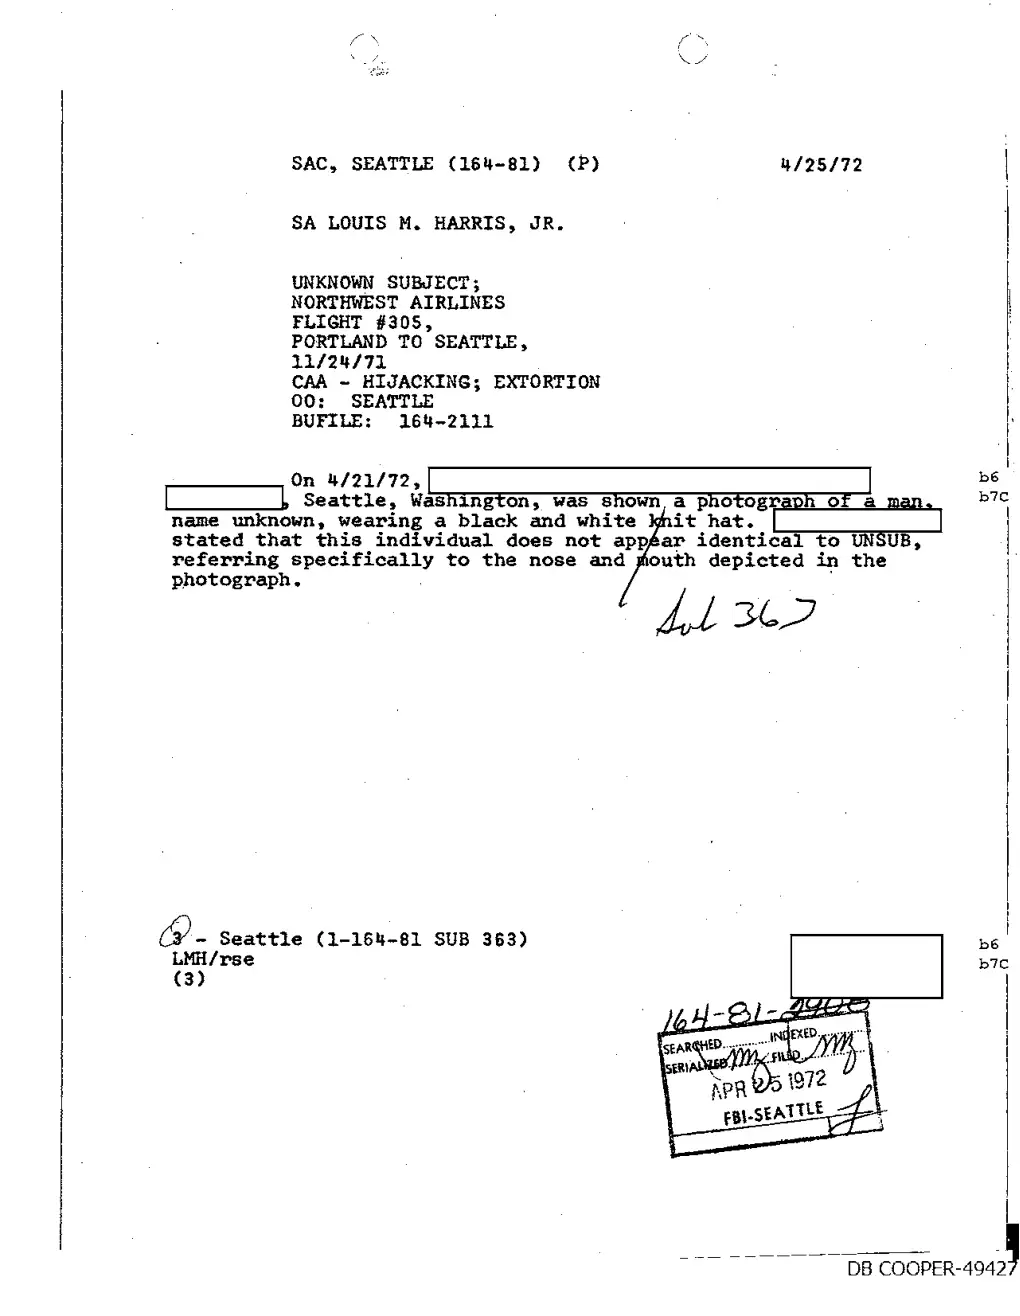 SAC, SEATTLE (164-81) (P) 4/25/72
SA LOUIS M. HARRIS, JR.
UNKNOWN SUBJECT;
NORTHWEST AIRLINES
FLIGHT #305,
PORTLAND TO SEATTLE,
11/24/71
CAA - HIJACKING; EXTORTION
OO: SEATTLE
BUFILE: 164-2111
On 4/21/72,
b6
, Seattle, Washington, was shown a photograph of a man,
b7C
name unknown, wearing a black and white knit hat.
stated that this individual does not appear identical to UNSUB,
referring specifically to the nose and mouth depicted in the
photograph.
Sub 367
3 - Seattle (1-164-81 SUB 363)
b6
LMH/rse
b7C
(3)
164-81-
SEARCHED INDEXED
SERIALIZED FILED
APR 25 1972
FBI-SEATTLE
DB COOPER-49427